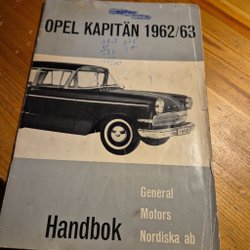 OPEL KAPITÄN 1962/63
General
Motors
Nordiska ab
Handbok